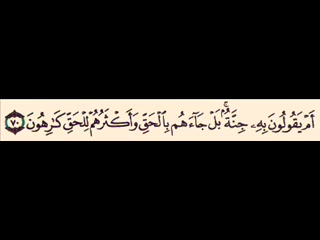 أَمۡ يَقُولُونَ بِهِۦ جِنَّةُۢۚ بَلۡ جَآءَهُم بِٱلۡحَقِّ وَأَكۡثَرُهُمۡ لِلۡحَقِّ كَٰرِهُونَ ٧٠